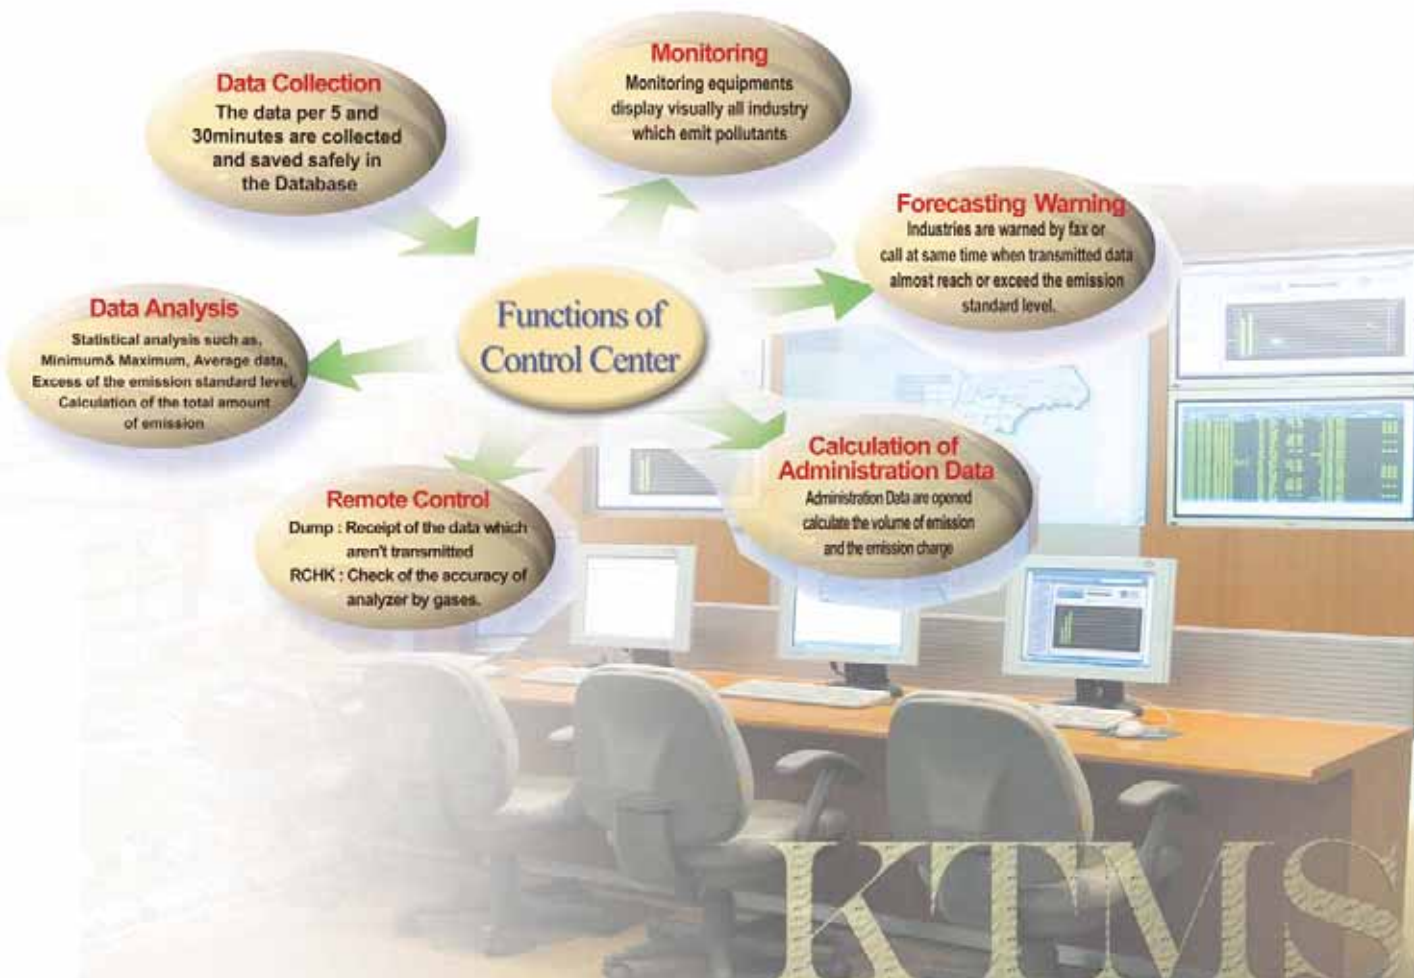 Data Collection
The data per 5 and
30minutes are collected
and saved safely in
the Database
Monitoring
Monitoring equipments
display visually all industry
which emit pollutants
Forecasting Warning
Industries are warned by fax or
call at same time when transmitted data
almost reach or exceed the emission
standard level.
Data Analysis
Statistical analysis such as,
Minimum& Maximum, Average data,
Excess of the emission standard level,
Calculation of the total amount
of emission
Functions of
Control Center
Calculation of
Administration Data
Administration Data are opened
calculate the volume of emission
and the emission charge
Remote Control
Dump : Receipt of the data which
aren't transmitted
RCHK : Check of the accuracy of
analyzer by gases.
KTMS